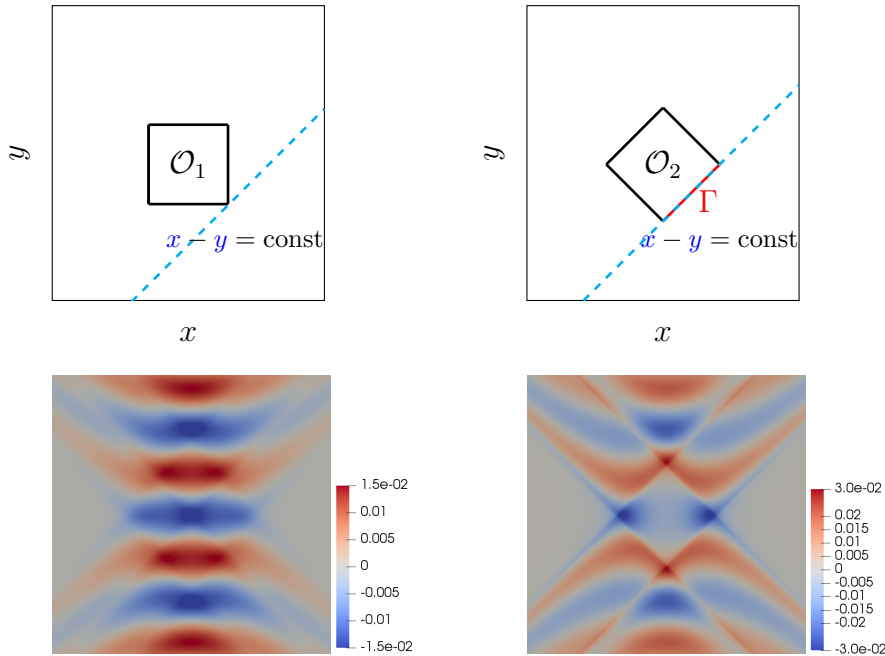 y
𝒪₁
x − y = const
x
y
𝒪₂
Γ
x − y = const
x
1.5e-02
0.01
0.005
0
-0.005
-0.01
-1.5e-02
3.0e-02
0.02
0.015
0.01
0.005
0
-0.005
-0.01
-0.015
-0.02
-3.0e-02